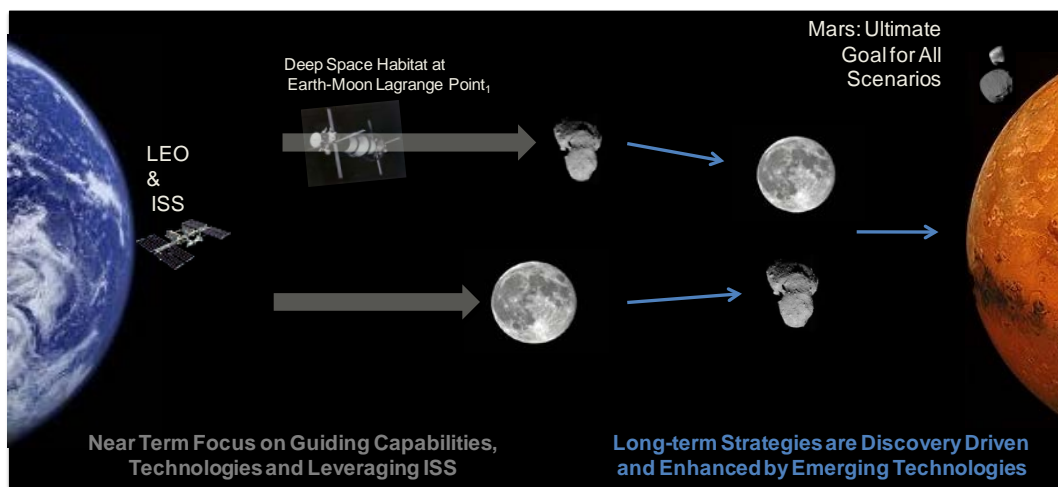 Mars: Ultimate
Goal for All
Scenarios
Deep Space Habitat at
Earth-Moon Lagrange Point₁
LEO
&
ISS
Near Term Focus on Guiding Capabilities,
Technologies and Leveraging ISS
Long-term Strategies are Discovery Driven
and Enhanced by Emerging Technologies